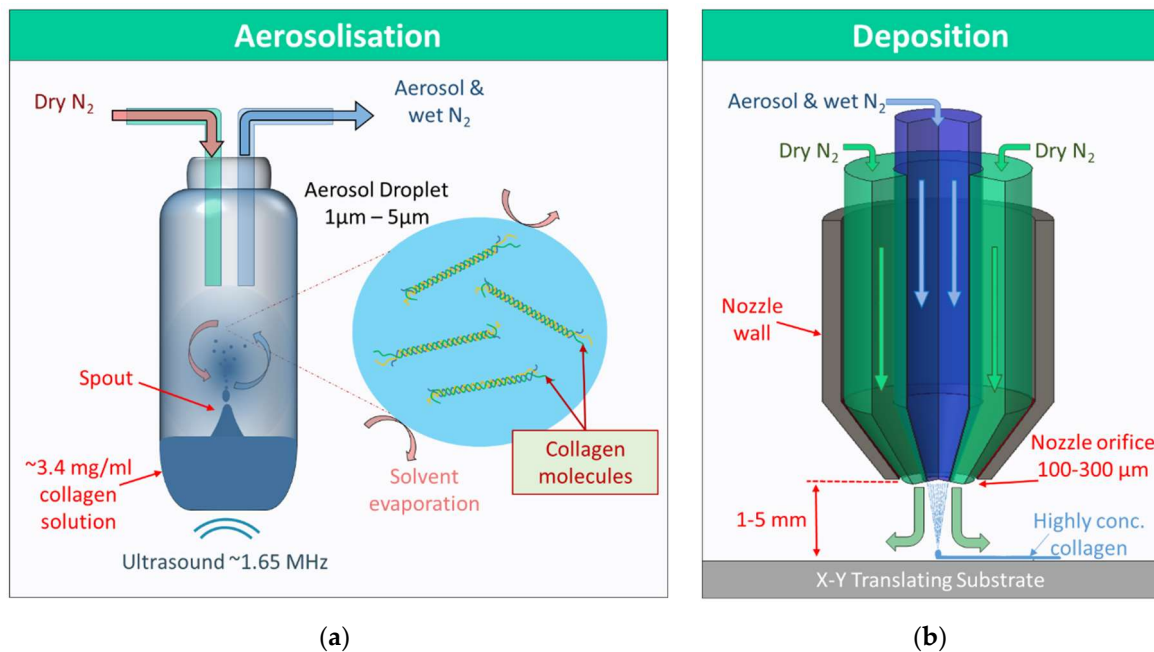 Aerosolisation
Dry N₂
Aerosol &
wet N₂
Aerosol Droplet
1μm – 5μm
Spout
~3.4 mg/ml
collagen
solution
Solvent
evaporation
Collagen
molecules
Ultrasound ~1.65 MHz
(a)
Deposition
Aerosol & wet N₂
Dry N₂
Dry N₂
Nozzle
wall
Nozzle orifice
100-300 μm
1-5 mm
Highly conc.
collagen
X-Y Translating Substrate
(b)